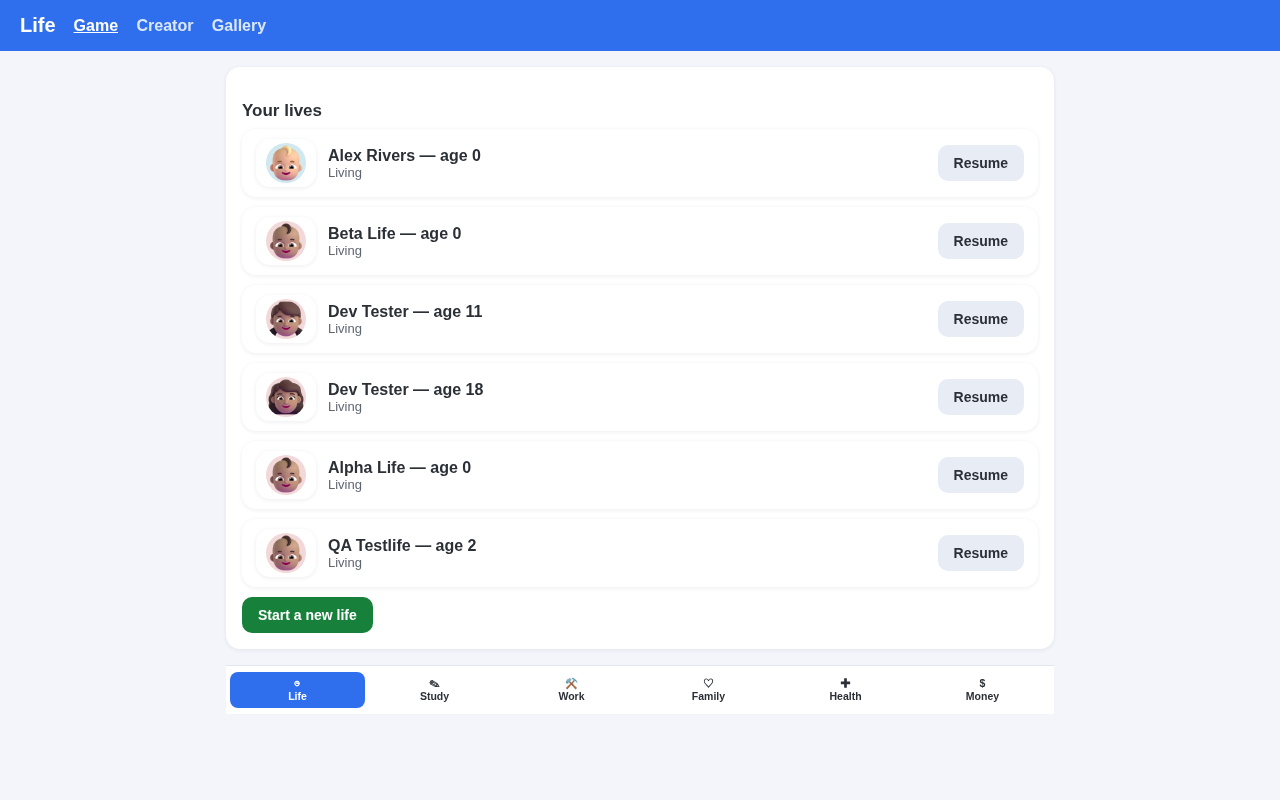 Life Game Creator Gallery
Your lives
Alex Rivers — age 0
Living
Resume
Beta Life — age 0
Living
Resume
Dev Tester — age 11
Living
Resume
Dev Tester — age 18
Living
Resume
Alpha Life — age 0
Living
Resume
QA Testlife — age 2
Living
Resume
Start a new life
Life
Study
Work
Family
Health
$
Money